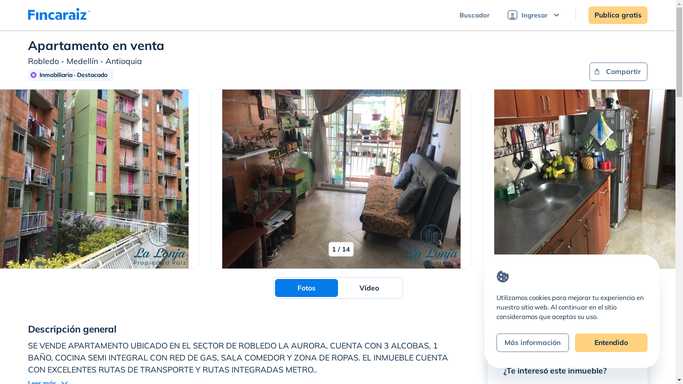 Fincaraiz
Buscador
Ingresar
Publica gratis
Apartamento en venta
Robledo - Medellín - Antioquia
Inmobiliaria · Destacado
Compartir
La Lonja
Propiedad Raíz
1 / 14
La Lonja
Propiedad Raíz
Fotos
Video
Utilizamos cookies para mejorar tu experiencia en
nuestro sitio web. Al continuar en el sitio
consideramos que aceptas su uso.
Más información
Entendido
Descripción general
SE VENDE APARTAMENTO UBICADO EN EL SECTOR DE ROBLEDO LA AURORA, CUENTA CON 3 ALCOBAS, 1
BAÑO, COCINA SEMI INTEGRAL CON RED DE GAS, SALA COMEDOR Y ZONA DE ROPAS. EL INMUEBLE CUENTA
CON EXCELENTES RUTAS DE TRANSPORTE Y RUTAS INTEGRADAS METRO..
Leer más
¿Te interesó este inmueble?